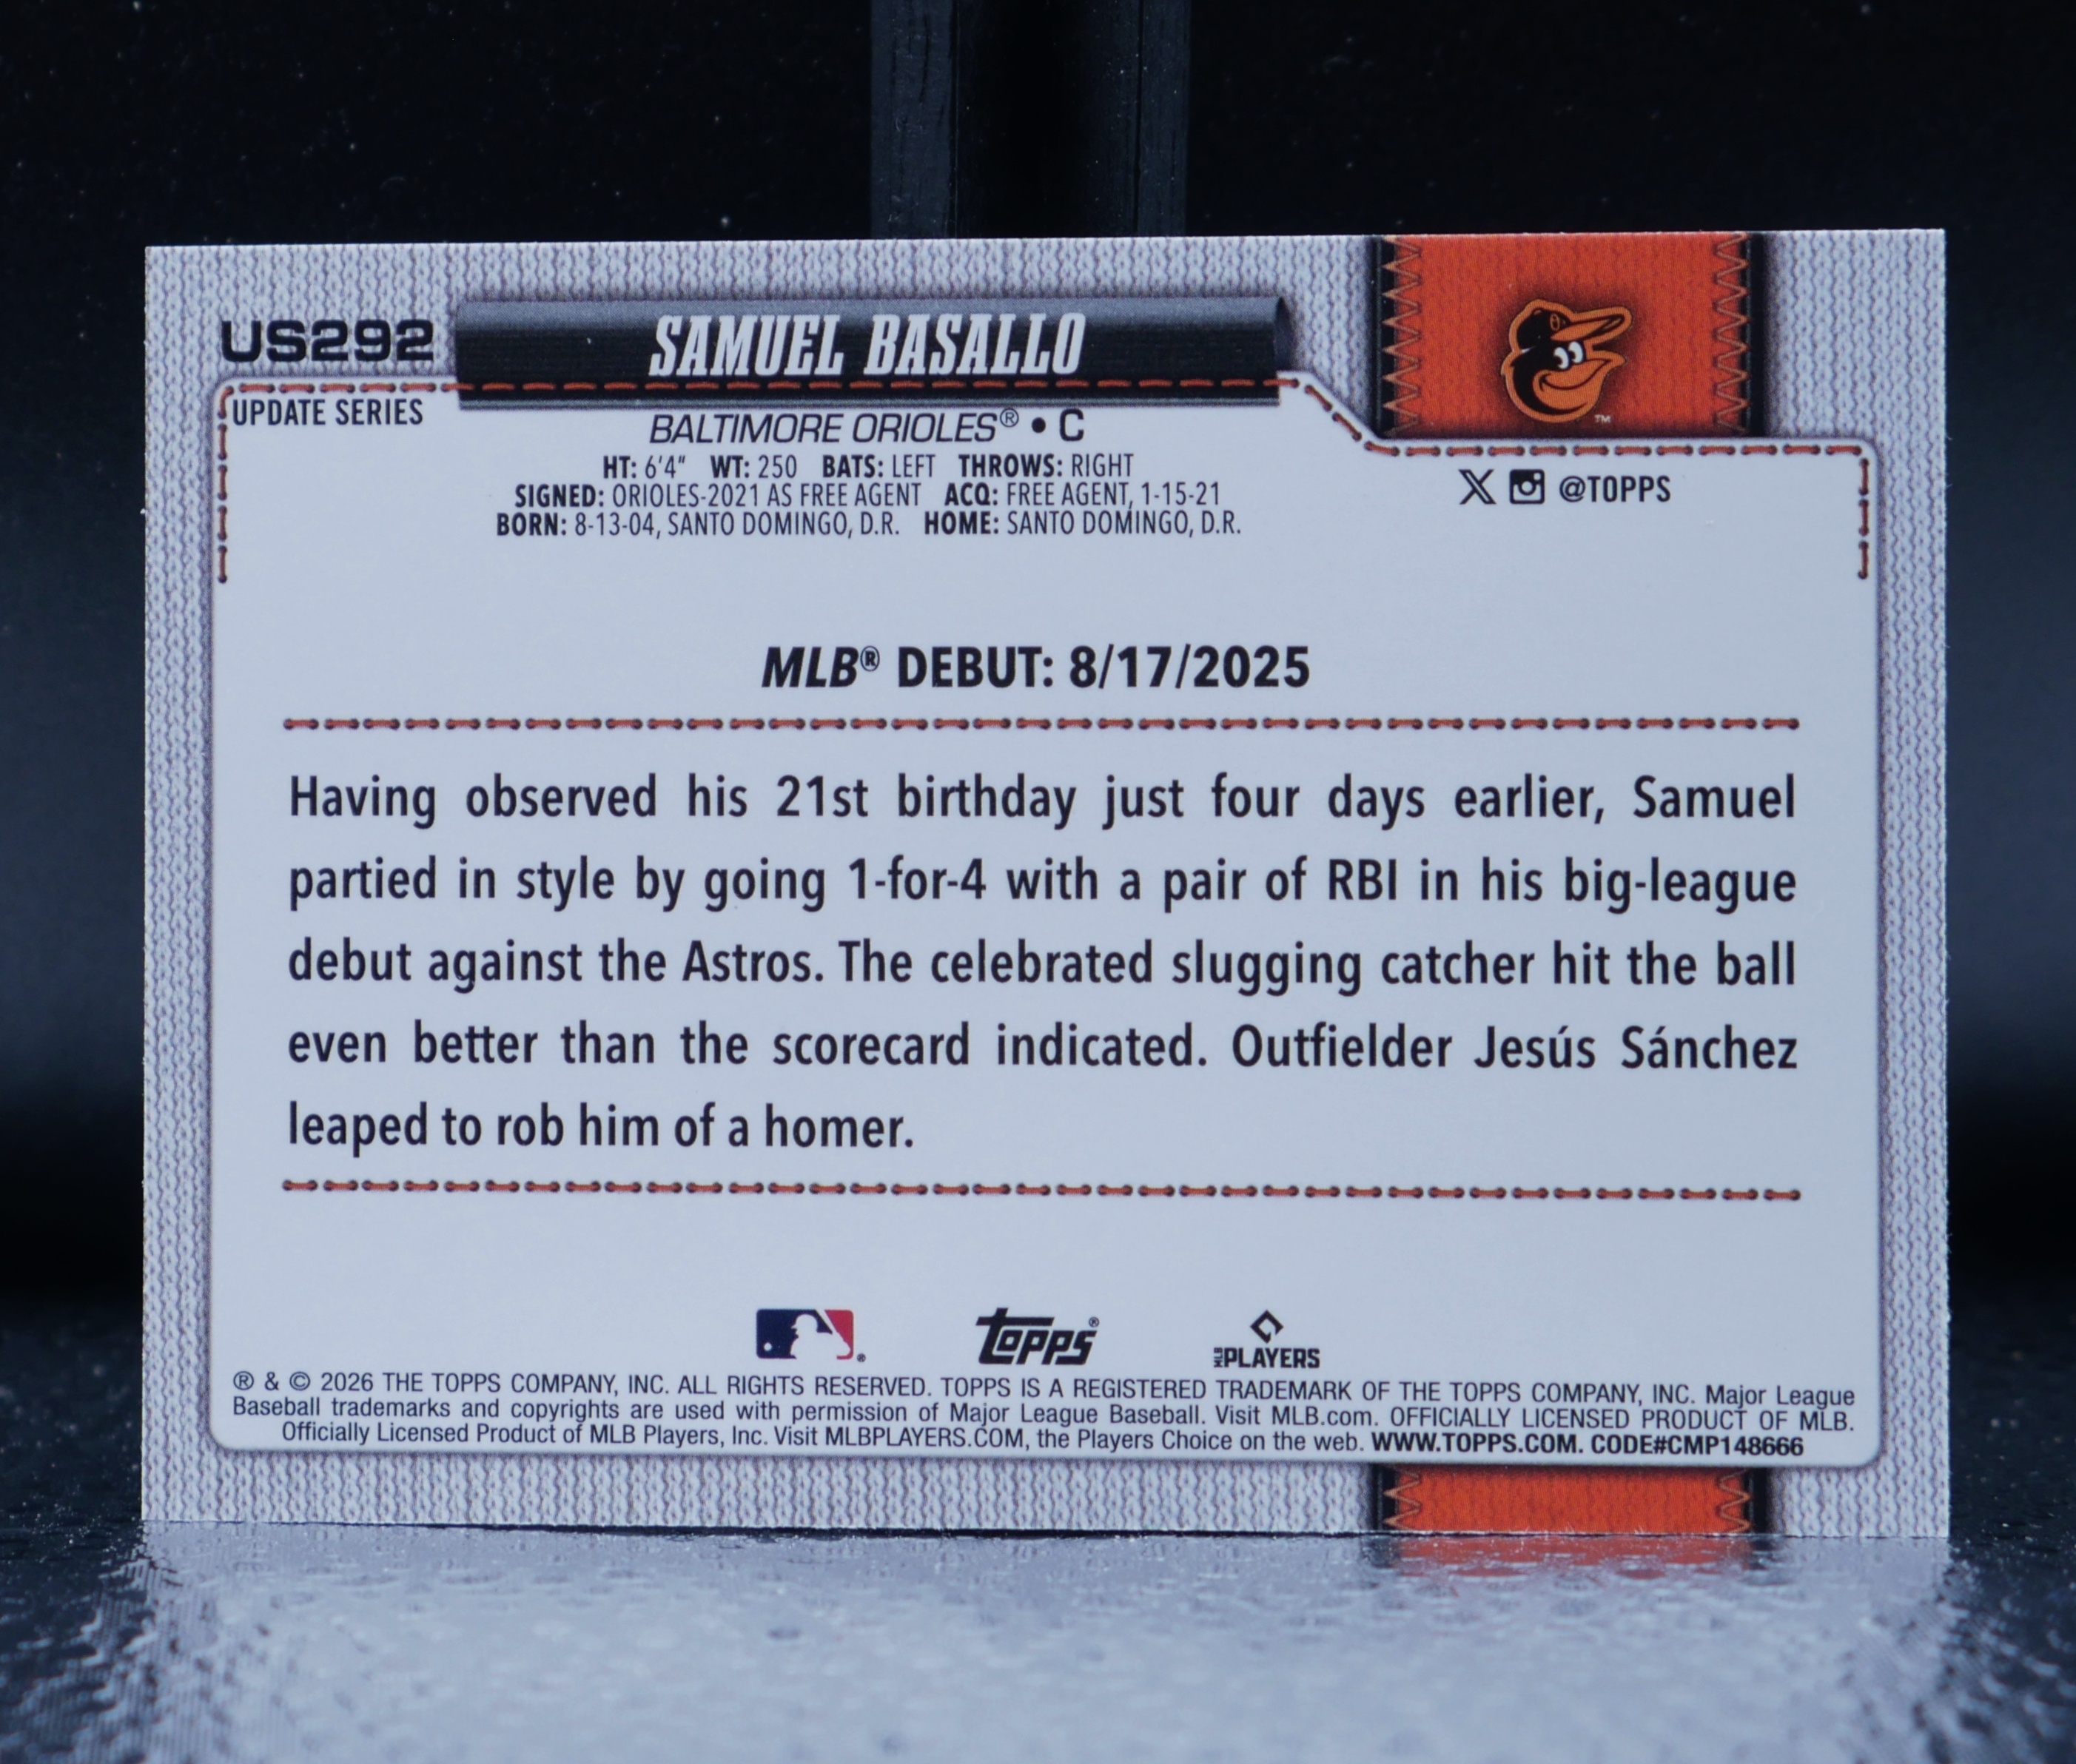 US292
SAMUEL BASALLO
UPDATE SERIES
BALTIMORE ORIOLES® • C
HT: 6'4" WT: 250 BATS: LEFT THROWS: RIGHT
SIGNED: ORIOLES-2021 AS FREE AGENT ACQ: FREE AGENT, 1-15-21
BORN: 8-13-04, SANTO DOMINGO, D.R. HOME: SANTO DOMINGO, D.R.
TM
@TOPPS
MLB® DEBUT: 8/17/2025
Having observed his 21st birthday just four days earlier, Samuel
partied in style by going 1-for-4 with a pair of RBI in his big-league
debut against the Astros. The celebrated slugging catcher hit the ball
even better than the scorecard indicated. Outfielder Jesús Sánchez
leaped to rob him of a homer.
topps® MLB PLAYERS
® & © 2026 THE TOPPS COMPANY, INC. ALL RIGHTS RESERVED. TOPPS IS A REGISTERED TRADEMARK OF THE TOPPS COMPANY, INC. Major League
Baseball trademarks and copyrights are used with permission of Major League Baseball. Visit MLB.com. OFFICIALLY LICENSED PRODUCT OF MLB.
Officially Licensed Product of MLB Players, Inc. Visit MLBPLAYERS.COM, the Players Choice on the web. WWW.TOPPS.COM. CODE#CMP148666